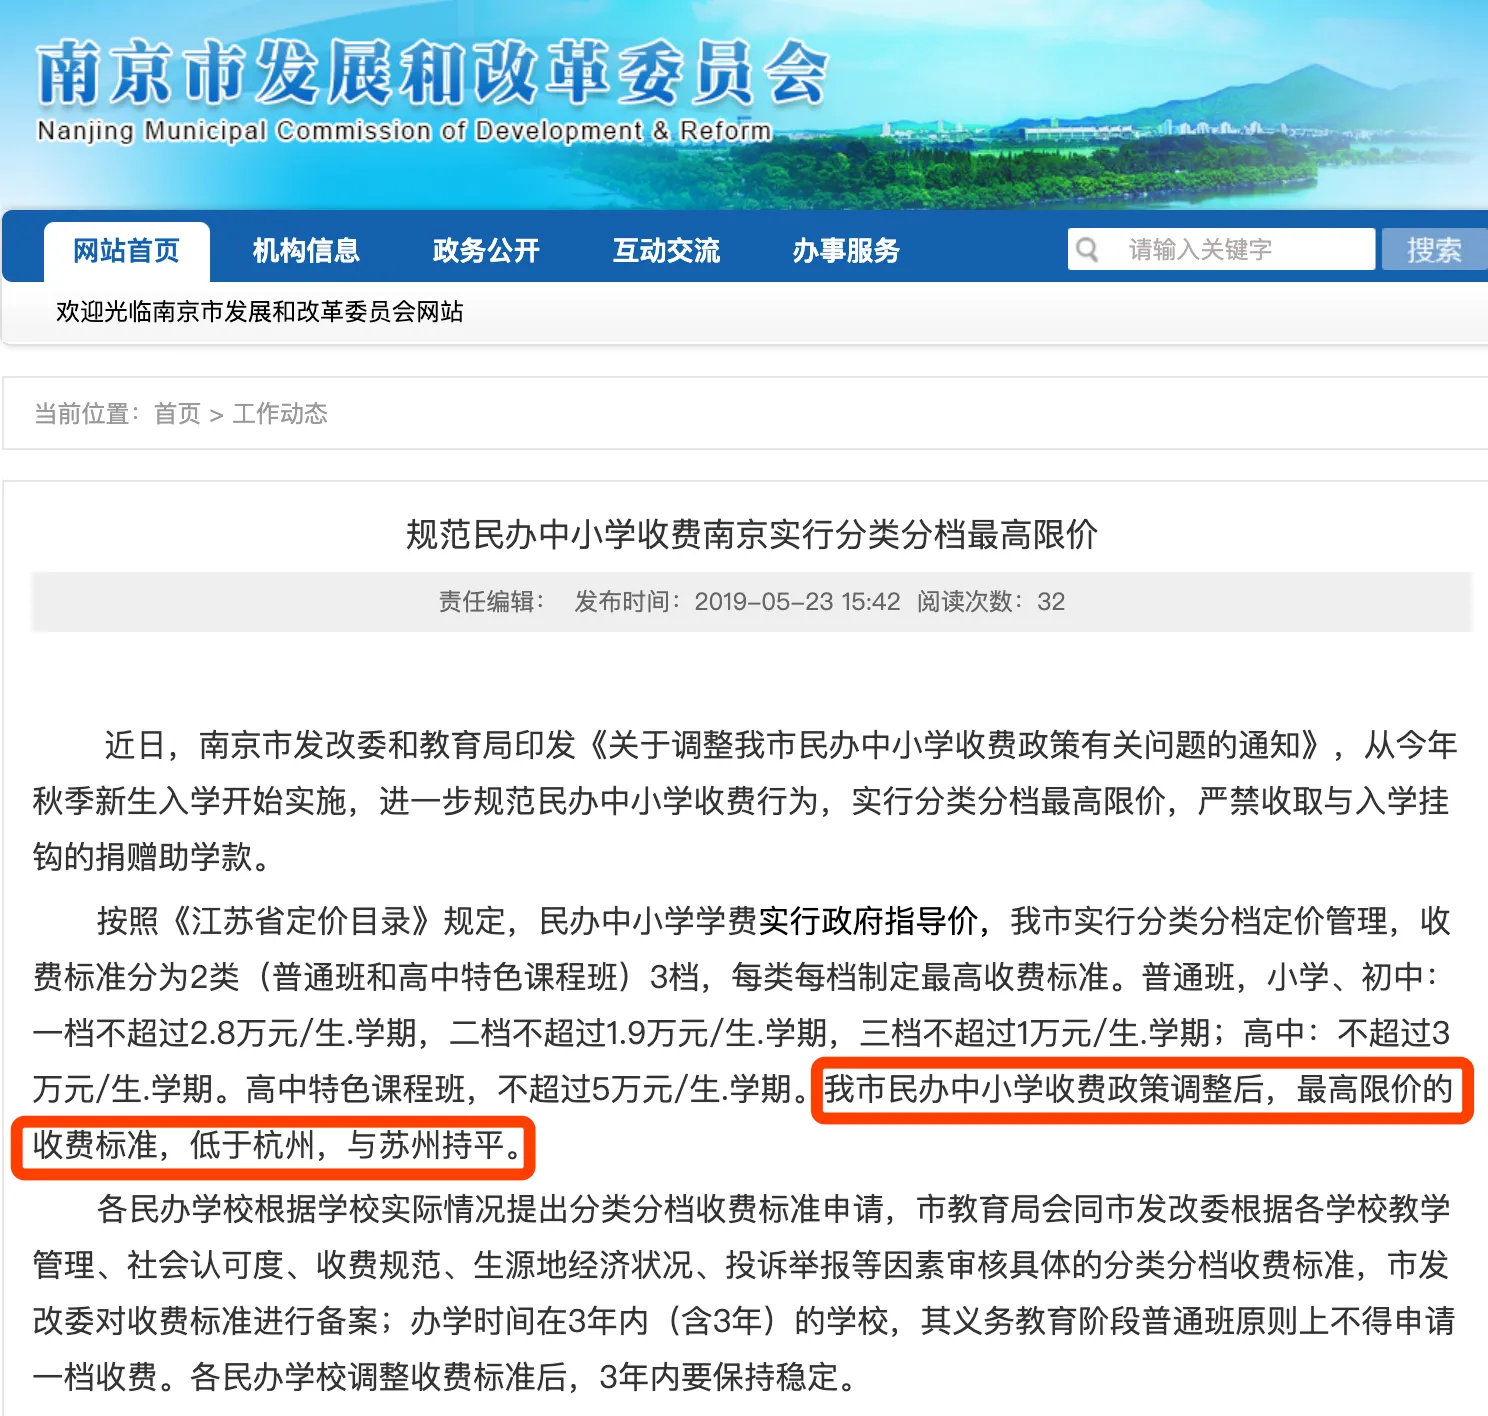 南京市发展和改革委员会
Nanjing Municipal Commission of Development & Reform
网站首页 机构信息 政务公开 互动交流 办事服务 请输入关键字 搜索
欢迎光临南京市发展和改革委员会网站
当前位置：首页 > 工作动态
规范民办中小学收费南京实行分类分档最高限价
责任编辑： 发布时间：2019-05-23 15:42 阅读次数：32
近日，南京市发改委和教育局印发《关于调整我市民办中小学收费政策有关问题的通知》，从今年
秋季新生入学开始实施，进一步规范民办中小学收费行为，实行分类分档最高限价，严禁收取与入学挂
钩的捐赠助学款。
按照《江苏省定价目录》规定，民办中小学学费实行政府指导价，我市实行分类分档定价管理，收
费标准分为2类（普通班和高中特色课程班）3档，每类每档制定最高收费标准。普通班，小学、初中：
一档不超过2.8万元/生.学期，二档不超过1.9万元/生.学期，三档不超过1万元/生.学期；高中：不超过3
万元/生.学期。高中特色课程班，不超过5万元/生.学期。我市民办中小学收费政策调整后，最高限价的
收费标准，低于杭州，与苏州持平。
各民办学校根据学校实际情况提出分类分档收费标准申请，市教育局会同市发改委根据各学校教学
管理、社会认可度、收费规范、生源地经济状况、投诉举报等因素审核具体的分类分档收费标准，市发
改委对收费标准进行备案；办学时间在3年内（含3年）的学校，其义务教育阶段普通班原则上不得申请
一档收费。各民办学校调整收费标准后，3年内要保持稳定。